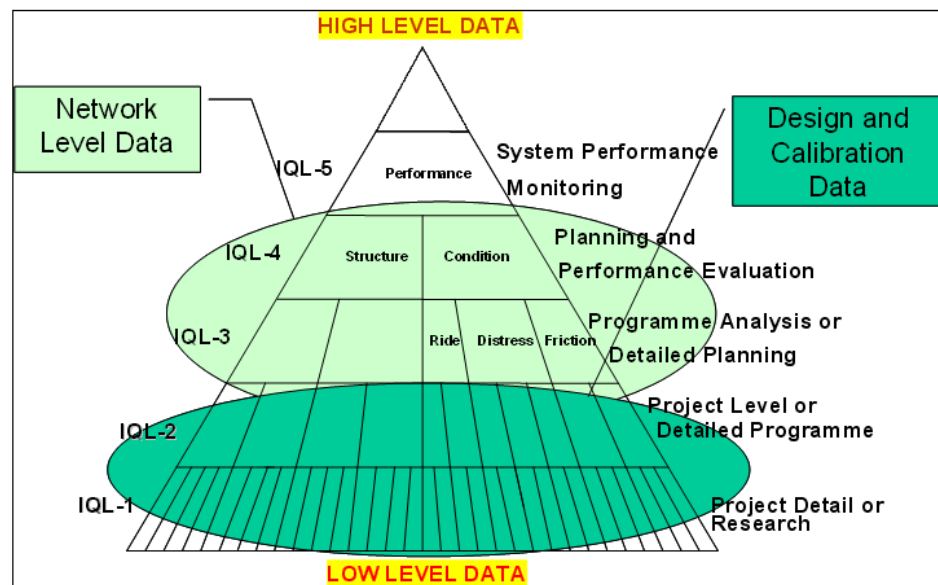 HIGH LEVEL DATA
Network
Level Data
Design and
Calibration
Data
IQL-5
Performance
System Performance
Monitoring
IQL-4
Structure
Condition
Planning and
Performance Evaluation
IQL-3
Ride
Distress
Friction
Programme Analysis or
Detailed Planning
IQL-2
Project Level or
Detailed Programme
IQL-1
Project Detail or
Research
LOW LEVEL DATA